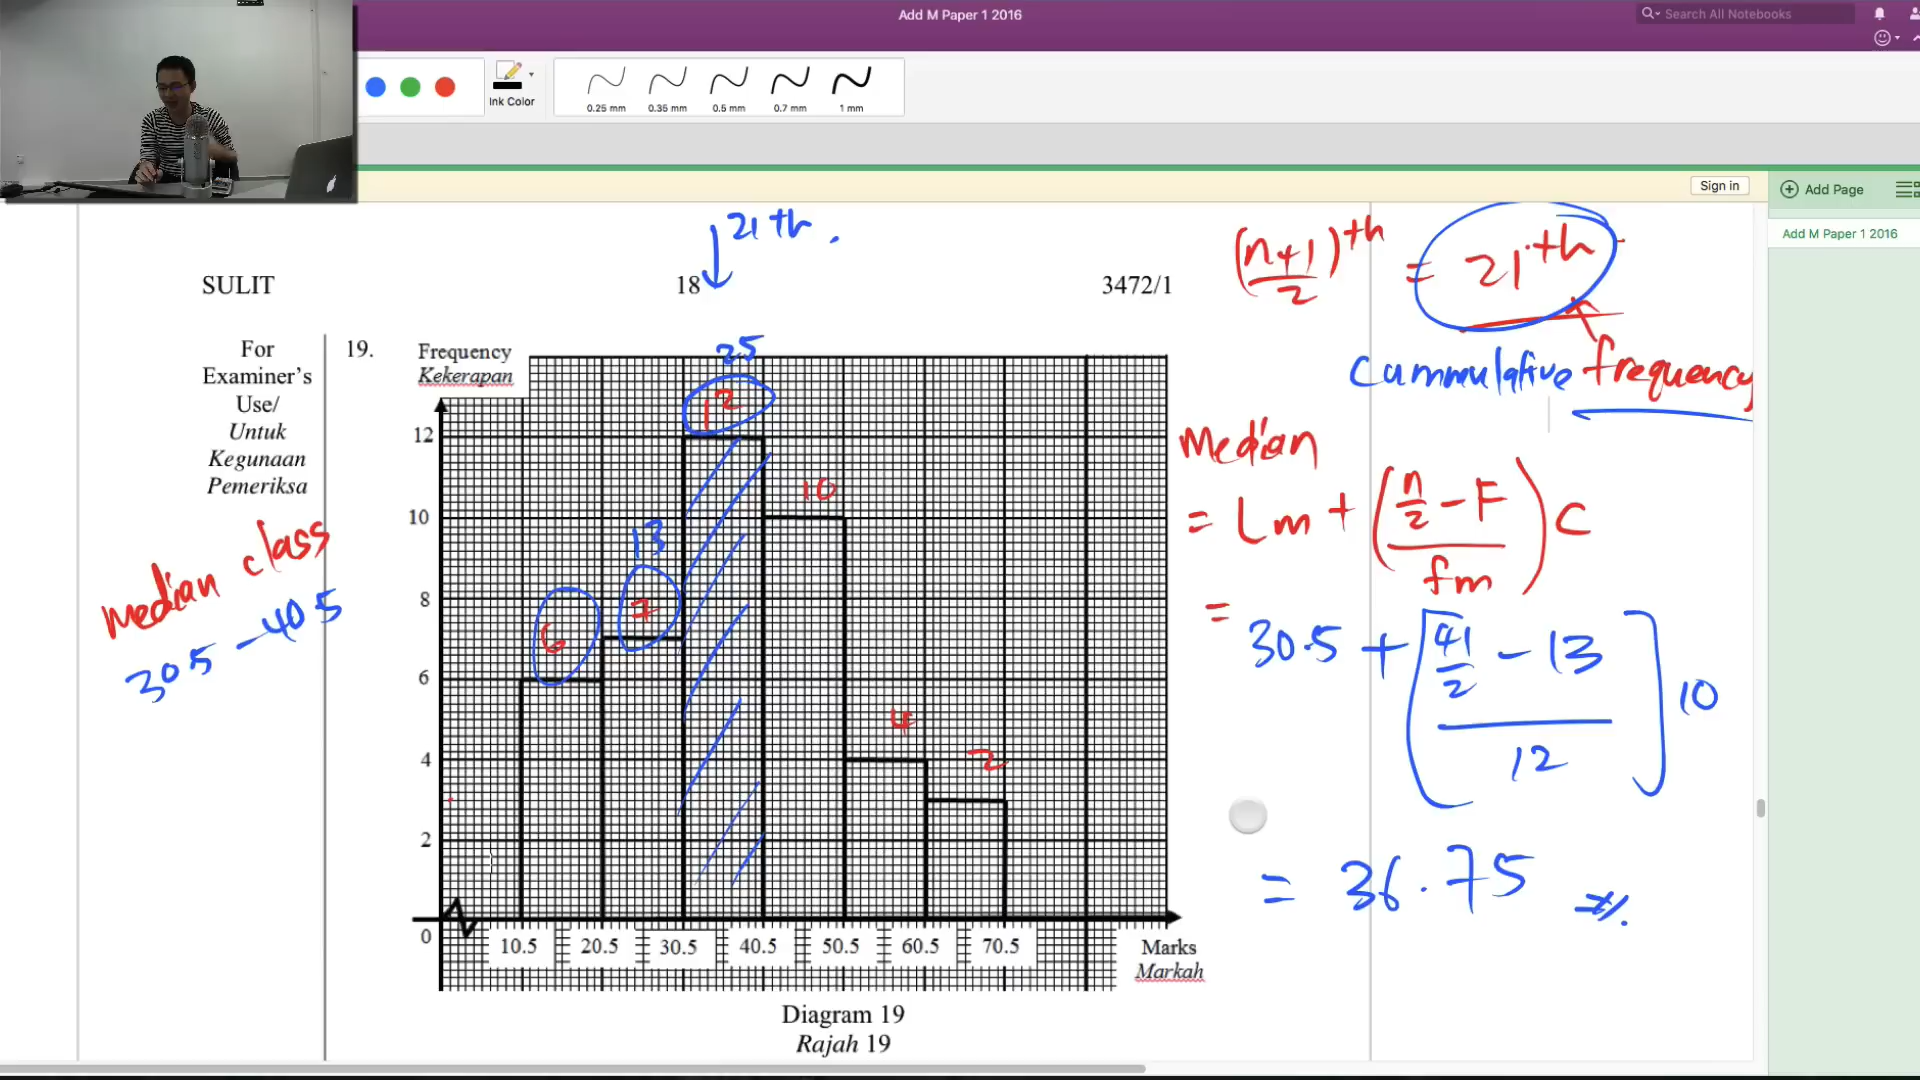 Add M Paper 1 2016
Search All Notebooks
Ink Color
0.25 mm
0.35 mm
0.5 mm
0.7 mm
1 mm
Sign in
Add Page
Add M Paper 1 2016
21th.
SULIT
18
3472/1
For
Examiner's
Use/
Untuk
Kegunaan
Pemeriksa
19.
Frequency
Kekerapan
12
10
8
6
4
2
0
25
12
10
13
7
6
4
2
10.5
20.5
30.5
40.5
50.5
60.5
70.5
Marks
Markah
Diagram 19
Rajah 19
median class
30.5 - 40.5
(n+1/2)th = 21th
Cummulative frequency
Median
= Lm + (n/2 - F / fm) C
= 30.5 + [41/2 - 13 / 12] 10
= 36.75